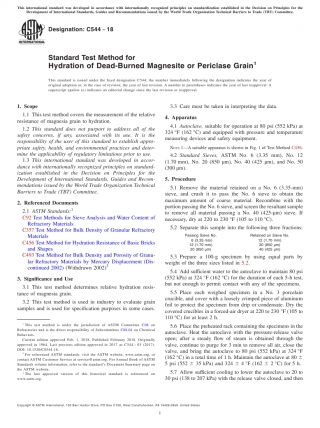 This international standard was developed in accordance with internationally recognized principles on standardization established in the Decision on Principles for the
Development of International Standards, Guides and Recommendations issued by the World Trade Organization Technical Barriers to Trade (TBT) Committee.
Designation: C544 − 18
INTERNATIONAL
Standard Test Method for
Hydration of Dead-Burned Magnesite or Periclase Grain1
This standard is issued under the fixed designation C544; the number immediately following the designation indicates the year of
original adoption or, in the case of revision, the year of last revision. A number in parentheses indicates the year of last reapproval. A
superscript epsilon (ε) indicates an editorial change since the last revision or reapproval.
1. Scope
1.1 This test method covers the measurement of the relative
resistance of magnesia grain to hydration.
1.2 This standard does not purport to address all of the
safety concerns, if any, associated with its use. It is the
responsibility of the user of this standard to establish appro-
priate safety, health, and environmental practices and deter-
mine the applicability of regulatory limitations prior to use.
1.3 This international standard was developed in accor-
dance with internationally recognized principles on standard-
ization established in the Decision on Principles for the
Development of International Standards, Guides and Recom-
mendations issued by the World Trade Organization Technical
Barriers to Trade (TBT) Committee.
2. Referenced Documents
2.1 ASTM Standards:2
C92 Test Methods for Sieve Analysis and Water Content of
Refractory Materials
C357 Test Method for Bulk Density of Granular Refractory
Materials
C456 Test Method for Hydration Resistance of Basic Bricks
and Shapes
C493 Test Method for Bulk Density and Porosity of Granu-
lar Refractory Materials by Mercury Displacement (Dis-
continued 2002) (Withdrawn 2002)3
3. Significance and Use
3.1 This test method determines relative hydration resis-
tance of magnesia grain.
3.2 This test method is used in industry to evaluate grain
samples and is used for specification purposes in some cases.
1 This test method is under the jurisdiction of ASTM Committee C08 on
Refractories and is the direct responsibility of Subcommittee C08.04 on Chemical
Behaviors.
Current edition approved Feb. 1, 2018. Published February 2018. Originally
approved in 1964. Last previous edition approved in 2017 as C544 – 03 (2017).
DOI: 10.1520/C0544-18.
2 For referenced ASTM standards, visit the ASTM website, www.astm.org, or
contact ASTM Customer Service at service@astm.org. For Annual Book of ASTM
Standards volume information, refer to the standard's Document Summary page on
the ASTM website.
3 The last approved version of this historical standard is referenced on
www.astm.org.
3.3 Care must be taken in interpreting the data.
4. Apparatus
4.1 Autoclave, suitable for operation at 80 psi (552 kPa) at
324 °F (162 °C) and equipped with pressure and temperature
measuring devices and safety equipment.
NOTE 1—A suitable apparatus is shown in Fig. 1 of Test Method C456.
4.2 Standard Sieves, ASTM No. 6 (3.35 mm), No. 12
(1.70 mm), No. 20 (850 µm), No. 40 (425 µm), and No. 50
(300 µm).
5. Procedure
5.1 Remove the material retained on a No. 6 (3.35-mm)
sieve, and crush it to pass the No. 6 sieve to obtain the
maximum amount of coarse material. Recombine with the
portion passing the No. 6 sieve, and screen the resultant sample
to remove all material passing a No. 40 (425-µm) sieve. If
necessary, dry at 220 to 230 °F (105 to 110 °C).
5.2 Separate this sample into the following three fractions:
Passing Sieve No. Retained on Sieve No.
6 (3.35 mm) 12 (1.70 mm)
12 (1.70 mm) 20 (850 µm)
20 (850 µm) 40 (425 µm)
5.3 Prepare a 100-g specimen by using equal parts by
weight of the three sizes listed in 5.2.
5.4 Add sufficient water to the autoclave to maintain 80 psi
(552 kPa) at 324 °F (162 °C) for the duration of each 5-h test,
but not enough to permit contact with any of the specimens.
5.5 Place each weighed specimen in a No. 1 porcelain
crucible, and cover with a loosely crimped piece of aluminum
foil to protect the specimen from drip or condensate. Dry the
covered crucibles in a forced-air dryer at 220 to 230 °F (105 to
110 °C) for at least 2 h.
5.6 Place the preheated rack containing the specimens in the
autoclave. Heat the autoclave with the pressure-release valve
open; after a steady flow of steam is obtained through the
valve, continue to purge for 3 min to remove all air, close the
valve, and bring the autoclave to 80 psi (552 kPa) at 324 °F
(162 °C) in a total time of 1 h. Maintain the autoclave at 80 ±
5 psi (552 ± 35 kPa) and 324 ± 4 °F (162 ± 2 °C) for 5 h.
5.7 Allow sufficient cooling to lower the autoclave to 20 to
30 psi (138 to 207 kPa) with the release valve closed, and then
Copyright © ASTM International, 100 Barr Harbor Drive, PO Box C700, West Conshohocken, PA 19428-2959. United States
1